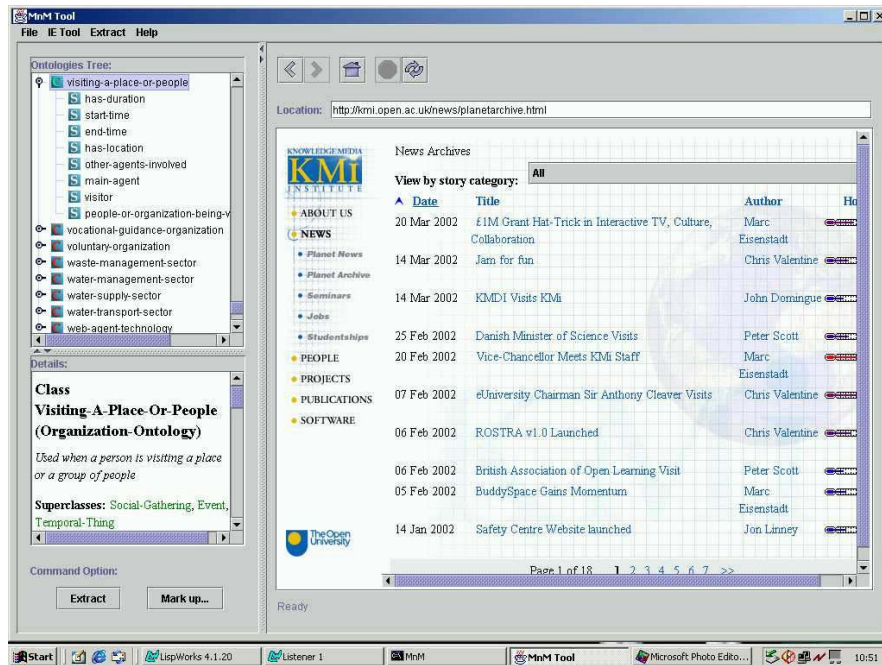 MnM Tool
File IE Tool Extract Help
Ontologies Tree:
visiting-a-place-or-people
has-duration
start-time
end-time
has-location
other-agents-involved
main-agent
visitor
people-or-organization-being-v
vocational-guidance-organization
voluntary-organization
waste-management-sector
water-management-sector
water-supply-sector
water-transport-sector
web-agent-technology
Details:
Class
Visiting-A-Place-Or-People
(Organization-Ontology)
Used when a person is visiting a place
or a group of people
Superclasses: Social-Gathering, Event,
Temporal-Thing
Command Option:
Extract Mark up...
Location: http://kmi.open.ac.uk/news/planetarchive.html
KNOWLEDGE MEDIA
KMi
INSTITUTE
ABOUT US
NEWS
Planet News
Planet Archive
Seminars
Jobs
Studentships
PEOPLE
PROJECTS
PUBLICATIONS
SOFTWARE
The Open
University
News Archives
View by story category: All
Date Title Author Ho
20 Mar 2002 £1M Grant Hat-Trick in Interactive TV, Culture, Marc
Collaboration Eisenstadt
14 Mar 2002 Jam for fun Chris Valentine
14 Mar 2002 KMDI Visits KMi John Domingue
25 Feb 2002 Danish Minister of Science Visits Peter Scott
20 Feb 2002 Vice-Chancellor Meets KMi Staff Marc
Eisenstadt
07 Feb 2002 eUniversity Chairman Sir Anthony Cleaver Visits Chris Valentine
06 Feb 2002 ROSTRA v1.0 Launched Chris Valentine
06 Feb 2002 British Association of Open Learning Visit Peter Scott
05 Feb 2002 BuddySpace Gains Momentum Marc
Eisenstadt
14 Jan 2002 Safety Centre Website launched Jon Linney
Page 1 of 18 1 2 3 4 5 6 7 >>
Ready
Start LispWorks 4.1.20 Listener 1 MnM MnM Tool Microsoft Photo Edito... 10:51